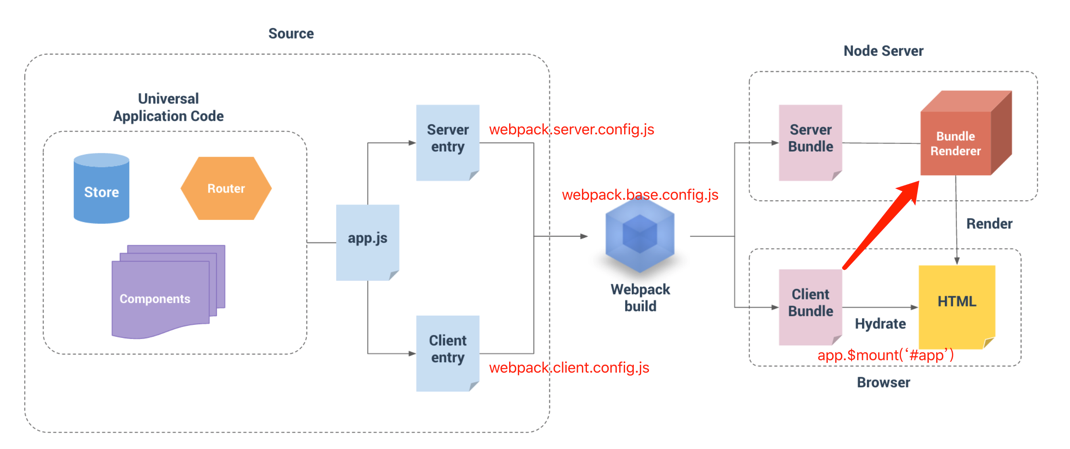 Source
Universal
Application Code
Store
Router
Components
app.js
Server
entry
webpack.server.config.js
Client
entry
webpack.client.config.js
webpack.base.config.js
Webpack
build
Node Server
Server
Bundle
Bundle
Renderer
Render
Client
Bundle
Hydrate
HTML
app.$mount(‘#app’)
Browser